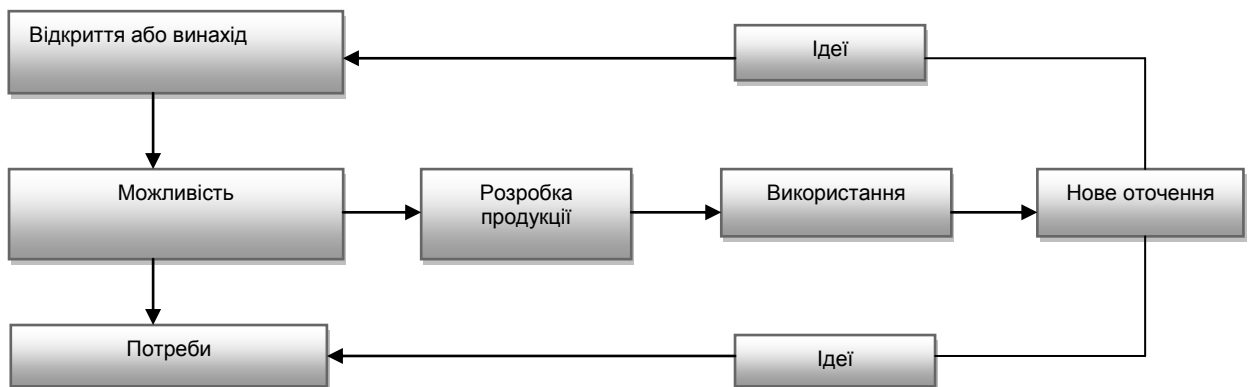 Відкриття або винахід
Ідеї
Можливість
Розробка
продукції
Використання
Нове оточення
Потреби
Ідеї